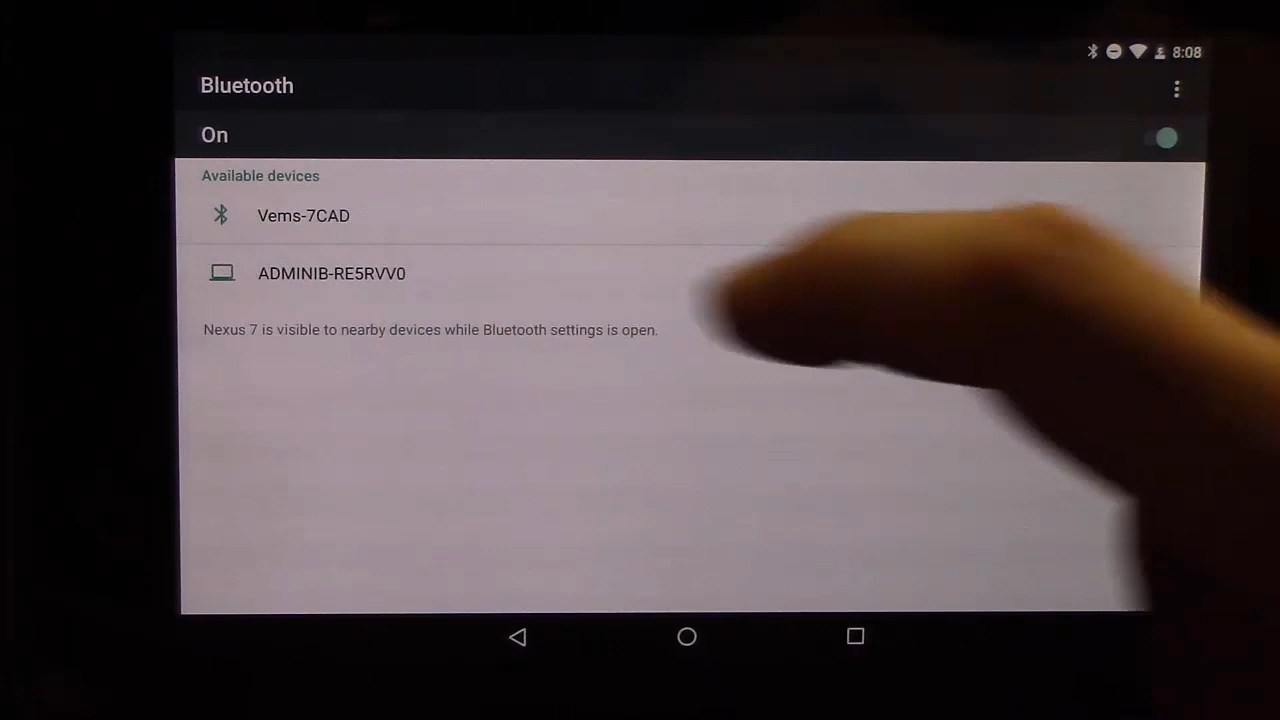 8:08
Bluetooth
On
Available devices
Vems-7CAD
ADMINIB-RE5RVV0
Nexus 7 is visible to nearby devices while Bluetooth settings is open.